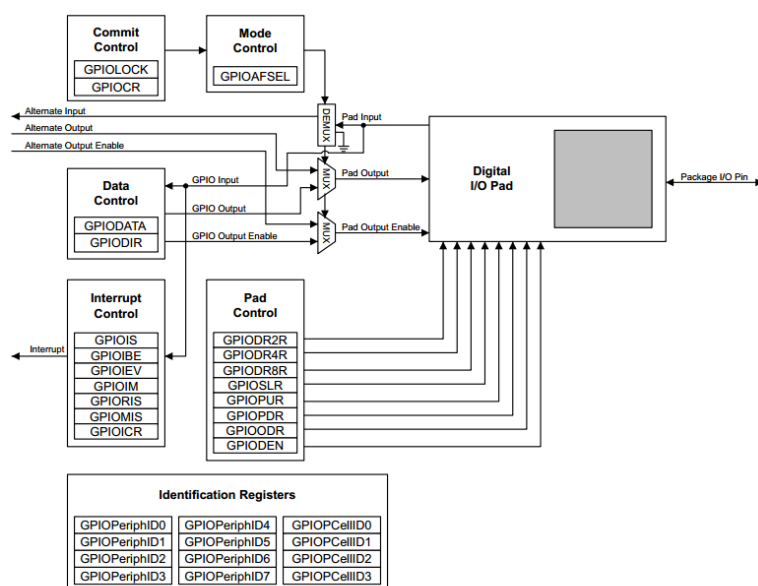 Commit
Control
GPIOLOCK
GPIOCR
Mode
Control
GPIOAFSEL
Alternate Input
Alternate Output
Alternate Output Enable
DEMUX
Pad Input
MUX
Pad Output
MUX
Pad Output Enable
GPIO Input
GPIO Output
GPIO Output Enable
Data
Control
GPIODATA
GPIODIR
Digital
I/O Pad
Package I/O Pin
Interrupt
Control
GPIOIS
GPIOIBE
GPIOIEV
GPIOIM
GPIORIS
GPIOMIS
GPIOICR
Interrupt
Pad
Control
GPIODR2R
GPIODR4R
GPIODR8R
GPIOSLR
GPIOPUR
GPIOPDR
GPIOODR
GPIODEN
Identification Registers
GPIOPeriphID0 GPIOPeriphID4 GPIOPCellID0
GPIOPeriphID1 GPIOPeriphID5 GPIOPCellID1
GPIOPeriphID2 GPIOPeriphID6 GPIOPCellID2
GPIOPeriphID3 GPIOPeriphID7 GPIOPCellID3